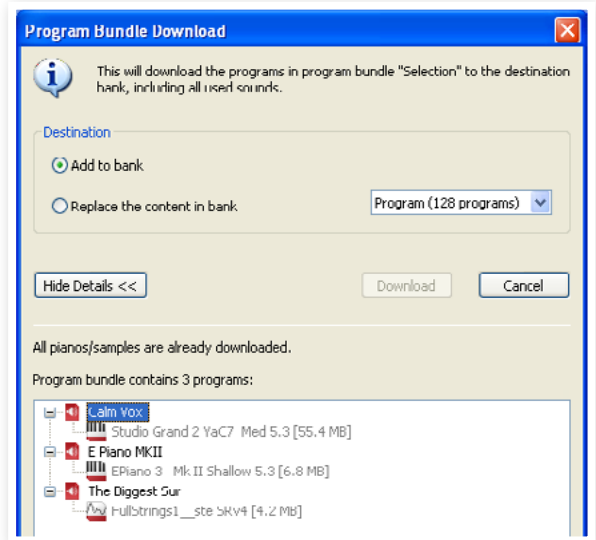 Program Bundle Download
This will download the programs in program bundle "Selection" to the destination
bank, including all used sounds.
Destination
Add to bank
Replace the content in bank
Program (128 programs)
Hide Details <<
Download
Cancel
All pianos/samples are already downloaded.
Program bundle contains 3 programs:
Calm Vox
Studio Grand 2 YaC7 Med 5.3 [55.4 MB]
E Piano MKII
EPiano 3 Mk II Shallow 5.3 [6.8 MB]
The Biggest Sur
FullStrings1__ste SRv4 [4.2 MB]